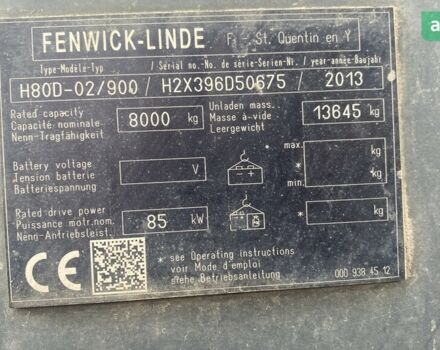 FENWICK-LINDE F - St. Quentin en Y
Type-Modèle-Typ / Serial no.-No de série-Serien-Nr. / year-année-Baujahr
H80D-02/900 / H2X396D50675 / 2013
Rated capacity
Capacité nominale
Nenn-Tragfähigkeit
8000 kg
Unladen mass.
Masse à vide
Leergewicht
13645 kg
Battery voltage
Tension batterie
Batteriespannung
V
max.
* kg
min.
* kg
Rated drive power
Puissance motr.nom.
Nenn-Antriebsleist.
85 kW
* kg
CE
* see Operating instructions
voir Mode d'emploi
siehe Betriebsanleitung
000 938 45 12
a